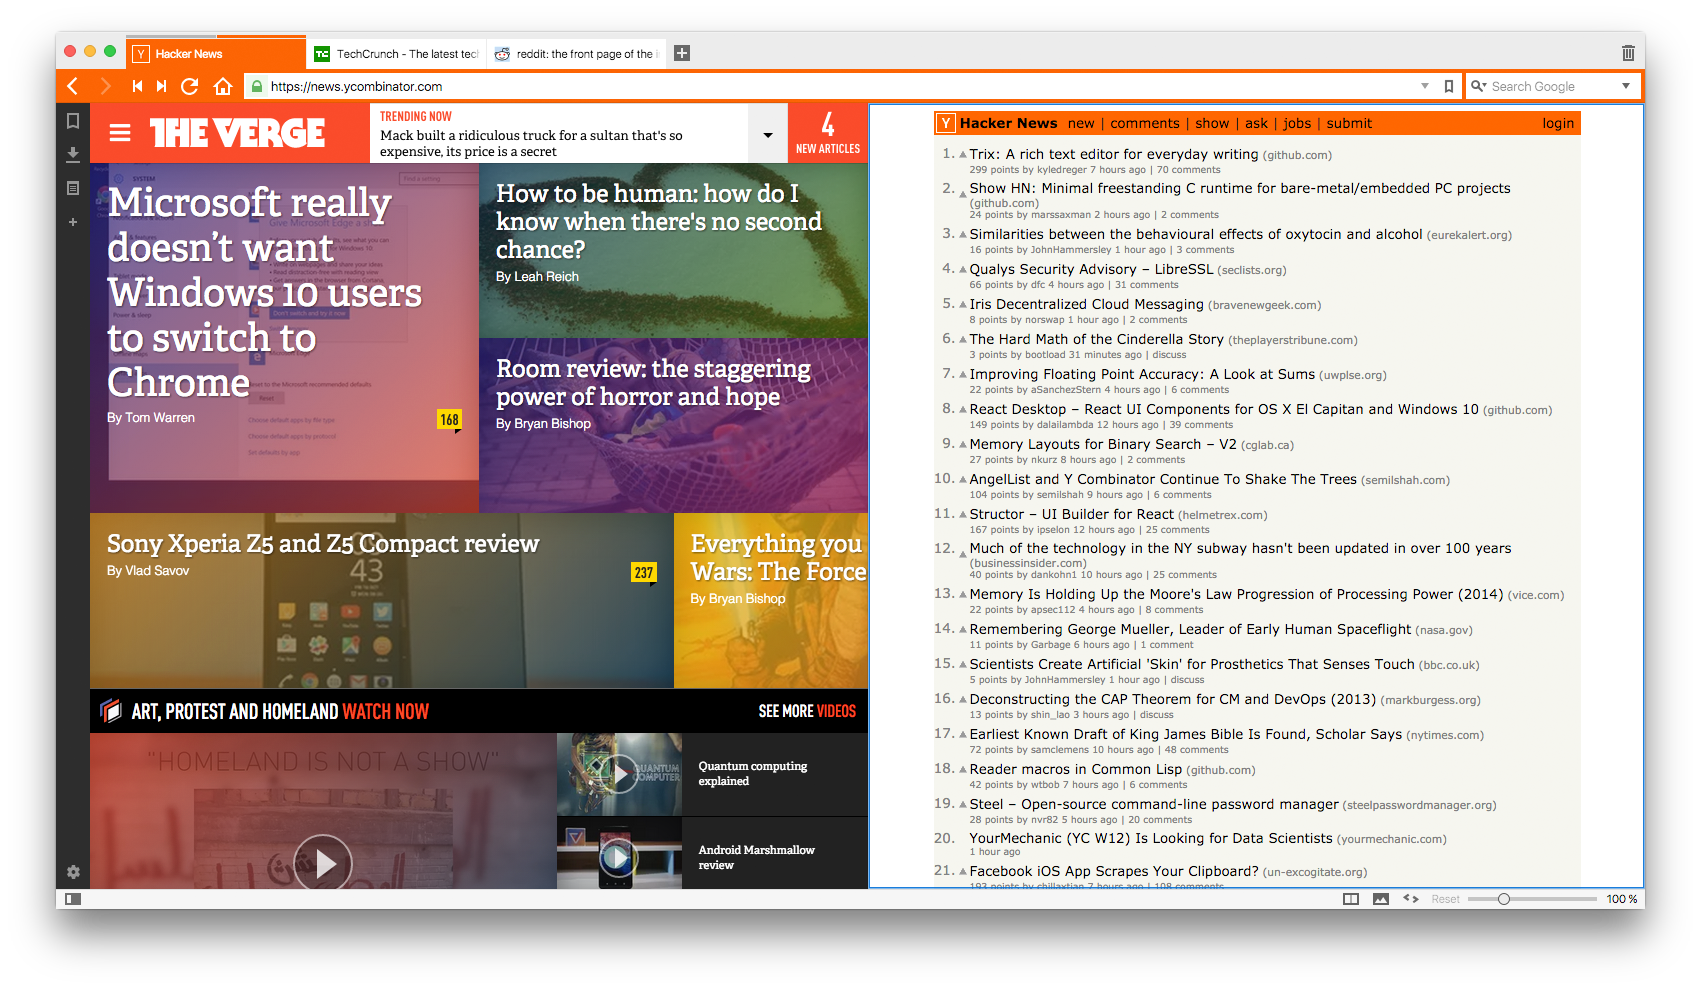 Y Hacker News
TechCrunch - The latest tec
reddit: the front page of the i
https://news.ycombinator.com
Search Google
THE VERGE
TRENDING NOW
Mack built a ridiculous truck for a sultan that's so
expensive, its price is a secret
4
NEW ARTICLES
Microsoft really
doesn't want
Windows 10 users
to switch to
Chrome
By Tom Warren
168
How to be human: how do I
know when there's no second
chance?
By Leah Reich
Room review: the staggering
power of horror and hope
By Bryan Bishop
Sony Xperia Z5 and Z5 Compact review
By Vlad Savov
237
Everything you
Wars: The Force
By Bryan Bishop
ART, PROTEST AND HOMELAND WATCH NOW
SEE MORE VIDEOS
"HOMELAND IS NOT A SHOW"
QUANTUM
COMPUTER
Quantum computing
explained
Android Marshmallow
review
Y Hacker News new | comments | show | ask | jobs | submit login
1. Trix: A rich text editor for everyday writing (github.com)
299 points by kyledreger 7 hours ago | 70 comments
2. Show HN: Minimal freestanding C runtime for bare-metal/embedded PC projects
(github.com)
24 points by marssaxman 2 hours ago | 2 comments
3. Similarities between the behavioural effects of oxytocin and alcohol (eurekalert.org)
16 points by JohnHammersley 1 hour ago | 3 comments
4. Qualys Security Advisory – LibreSSL (seclists.org)
66 points by dfc 4 hours ago | 31 comments
5. Iris Decentralized Cloud Messaging (bravenewgeek.com)
8 points by norswap 1 hour ago | 2 comments
6. The Hard Math of the Cinderella Story (theplayerstribune.com)
3 points by bootload 31 minutes ago | discuss
7. Improving Floating Point Accuracy: A Look at Sums (uwplse.org)
22 points by aSanchezStern 4 hours ago | 6 comments
8. React Desktop – React UI Components for OS X El Capitan and Windows 10 (github.com)
149 points by dalailambda 12 hours ago | 39 comments
9. Memory Layouts for Binary Search – V2 (cglab.ca)
27 points by nkurz 8 hours ago | 2 comments
10. AngelList and Y Combinator Continue To Shake The Trees (semilshah.com)
104 points by semilshah 9 hours ago | 6 comments
11. Structor – UI Builder for React (helmetrex.com)
167 points by ipselon 12 hours ago | 25 comments
12. Much of the technology in the NY subway hasn't been updated in over 100 years
(businessinsider.com)
40 points by dankohn1 10 hours ago | 25 comments
13. Memory Is Holding Up the Moore's Law Progression of Processing Power (2014) (vice.com)
22 points by apsec112 4 hours ago | 8 comments
14. Remembering George Mueller, Leader of Early Human Spaceflight (nasa.gov)
11 points by Garbage 6 hours ago | 1 comment
15. Scientists Create Artificial 'Skin' for Prosthetics That Senses Touch (bbc.co.uk)
5 points by JohnHammersley 1 hour ago | discuss
16. Deconstructing the CAP Theorem for CM and DevOps (2013) (markburgess.org)
13 points by shin_lao 3 hours ago | discuss
17. Earliest Known Draft of King James Bible Is Found, Scholar Says (nytimes.com)
72 points by samclemens 10 hours ago | 48 comments
18. Reader macros in Common Lisp (github.com)
42 points by wtbob 7 hours ago | 6 comments
19. Steel – Open-source command-line password manager (steelpasswordmanager.org)
28 points by nvr82 5 hours ago | 20 comments
20. YourMechanic (YC W12) Is Looking for Data Scientists (yourmechanic.com)
1 hour ago
21. Facebook iOS App Scrapes Your Clipboard? (un-excogitate.org)
193 points by chillaxtian 7 hours ago | 108 comments
Reset
100 %